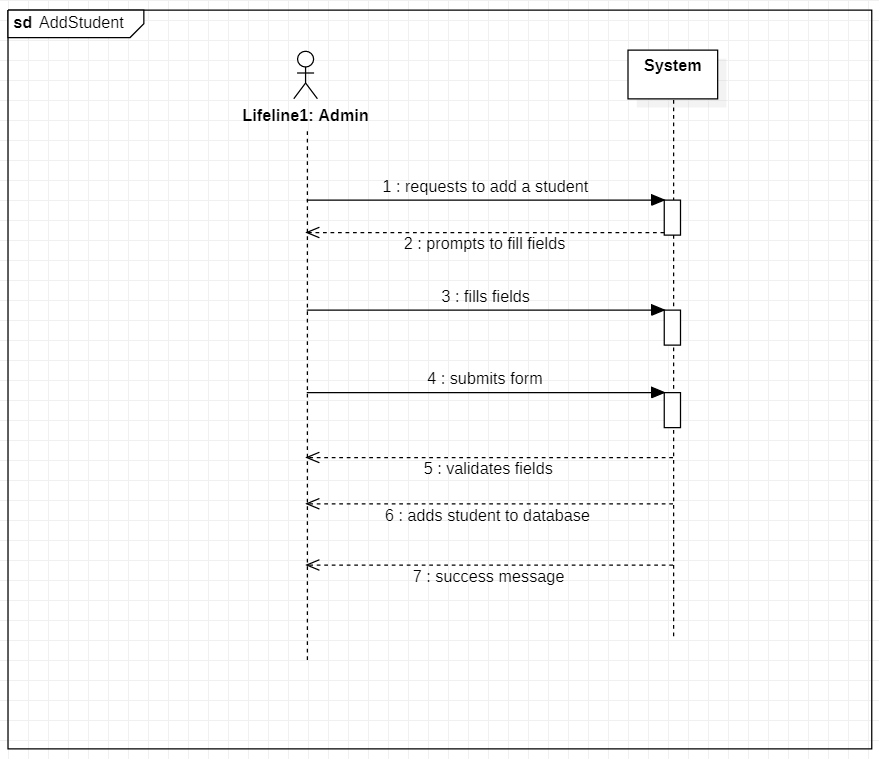 sd AddStudent
System
Lifeline1: Admin
1 : requests to add a student
2 : prompts to fill fields
3 : fills fields
4 : submits form
5 : validates fields
6 : adds student to database
7 : success message